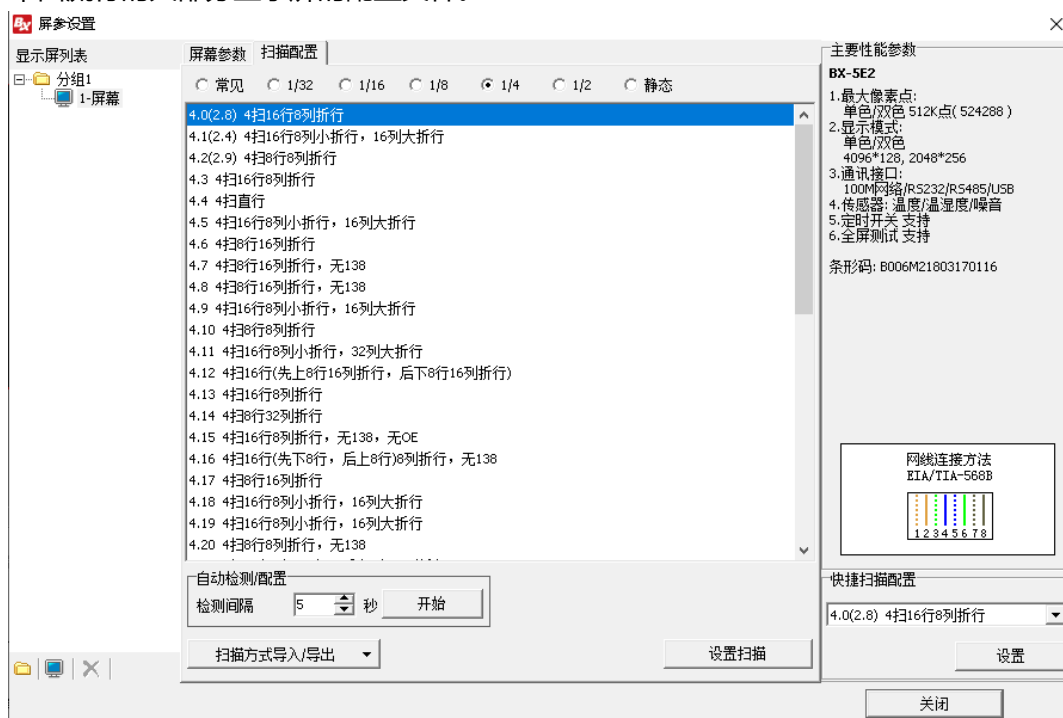 BX 屏参设置
显示屏列表
分组1
1-屏幕
屏幕参数 扫描配置
常见 1/32 1/16 1/8 1/4 1/2 静态
4.0(2.8) 4扫16行8列折行
4.1(2.4) 4扫16行8列小折行，16列大折行
4.2(2.9) 4扫8行8列折行
4.3 4扫16行8列折行
4.4 4扫直行
4.5 4扫16行8列小折行，16列大折行
4.6 4扫8行16列折行
4.7 4扫8行16列折行，无138
4.8 4扫8行16列折行，无138
4.9 4扫16行8列小折行，16列大折行
4.10 4扫8行8列折行
4.11 4扫16行8列小折行，32列大折行
4.12 4扫16行(先上8行16列折行，后下8行16列折行)
4.13 4扫16行8列折行
4.14 4扫8行32列折行
4.15 4扫16行8列折行，无138，无OE
4.16 4扫16行(先下8行，后上8行)8列折行，无138
4.17 4扫8行16列折行
4.18 4扫16行8列小折行，16列大折行
4.19 4扫16行8列小折行，16列大折行
4.20 4扫8行8列折行，无138
自动检测/配置
检测间隔 5 秒 开始
扫描方式导入/导出 设置扫描
主要性能参数
BX-5E2
1.最大像素点:
单色/双色 512K点( 524288 )
2.显示模式:
单色/双色
4096*128, 2048*256
3.通讯接口:
100M网络/RS232/RS485/USB
4.传感器: 温度/温湿度/噪音
5.定时开关 支持
6.全屏测试 支持
条形码: B006M21803170116
网线连接方法
EIA/TIA-568B
1 2 3 4 5 6 7 8
快捷扫描配置
4.0(2.8) 4扫16行8列折行
设置
关闭